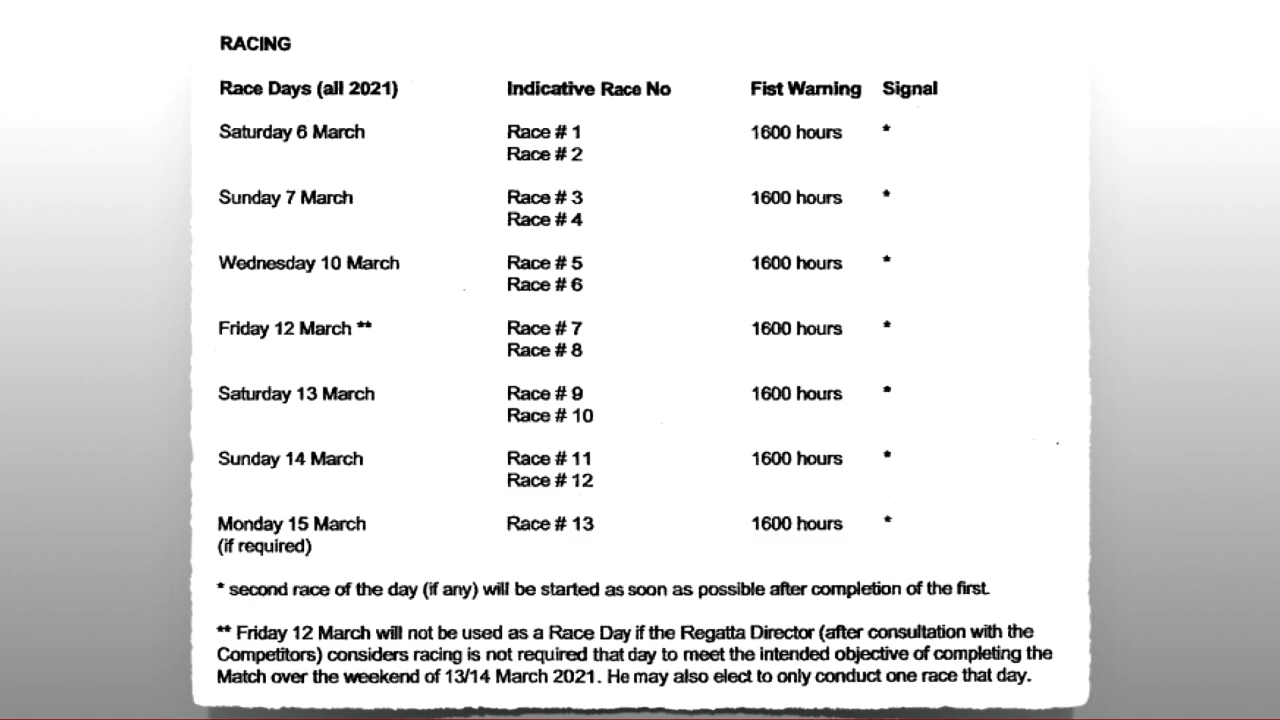 RACING
Race Days (all 2021) Indicative Race No Fist Warning Signal
Saturday 6 March Race # 1 1600 hours *
Race # 2
Sunday 7 March Race # 3 1600 hours *
Race # 4
Wednesday 10 March Race # 5 1600 hours *
Race # 6
Friday 12 March ** Race # 7 1600 hours *
Race # 8
Saturday 13 March Race # 9 1600 hours *
Race # 10
Sunday 14 March Race # 11 1600 hours *
Race # 12
Monday 15 March Race # 13 1600 hours *
(if required)
* second race of the day (if any) will be started as soon as possible after completion of the first.
** Friday 12 March will not be used as a Race Day if the Regatta Director (after consultation with the
Competitors) considers racing is not required that day to meet the intended objective of completing the
Match over the weekend of 13/14 March 2021. He may also elect to only conduct one race that day.